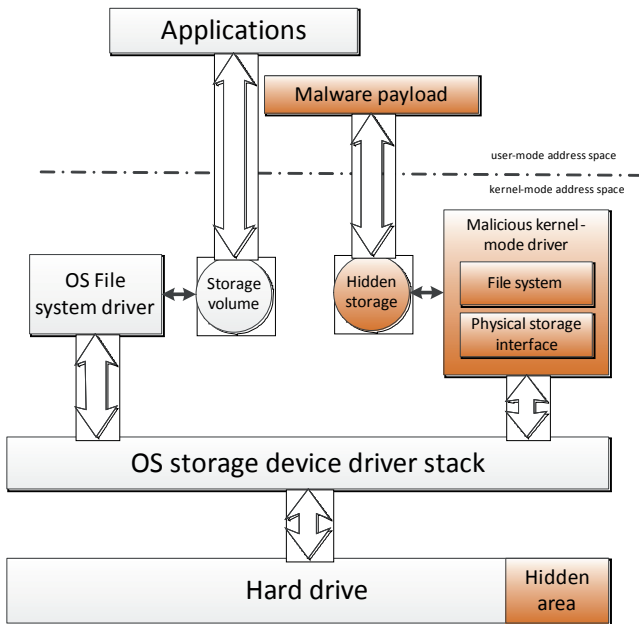 Applications
Malware payload
user-mode address space
kernel-mode address space
Malicious kernel-
mode driver
OS File
system driver
Storage
volume
Hidden
storage
File system
Physical storage
interface
OS storage device driver stack
Hard drive
Hidden
area